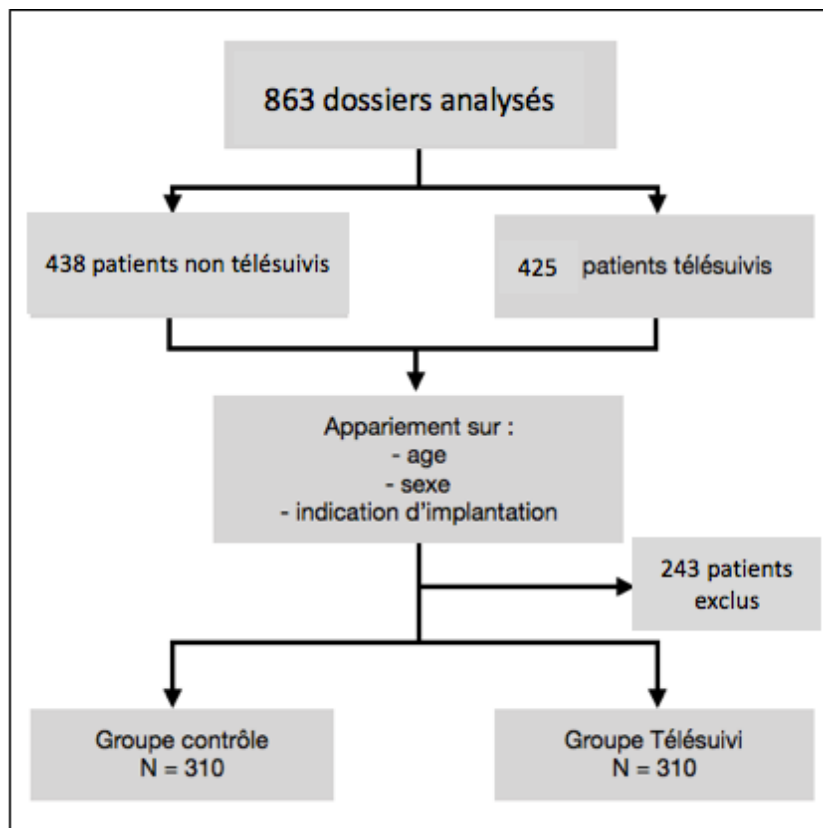 863 dossiers analysés
438 patients non télésuivis
425 patients télésuivis
Appariement sur :
- age
- sexe
- indication d'implantation
243 patients
exclus
Groupe contrôle
N = 310
Groupe Télésuivi
N = 310